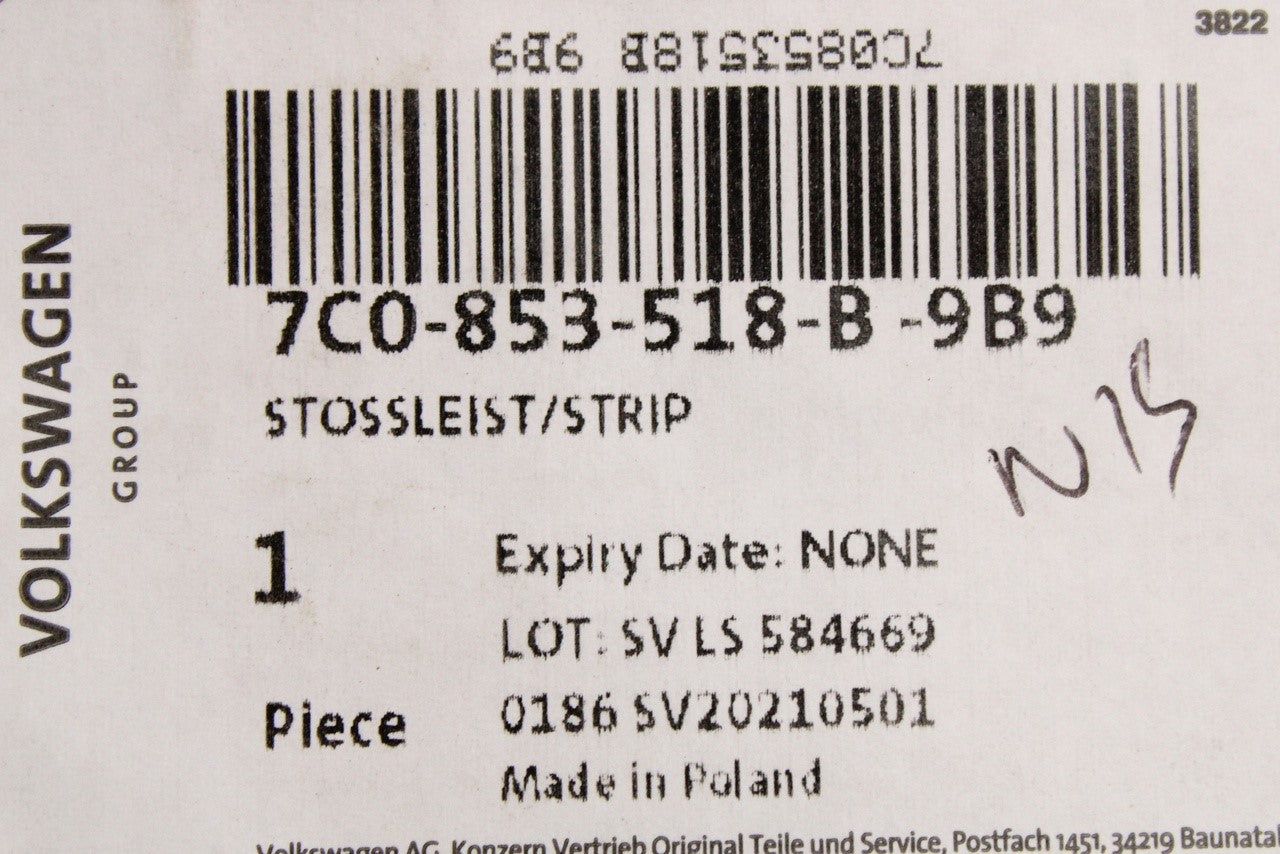 3822
7C0853518B 9B9
7C0-853-518-B -9B9
STOSSLEIST/STRIP
VOLKSWAGEN
GROUP
1
Expiry Date: NONE
LOT: SV LS 584669
Piece
0186 SV20210501
Made in Poland
Volkswagen AG, Konzern Vertrieb Original Teile und Service, Postfach 1451, 34219 Baunatal